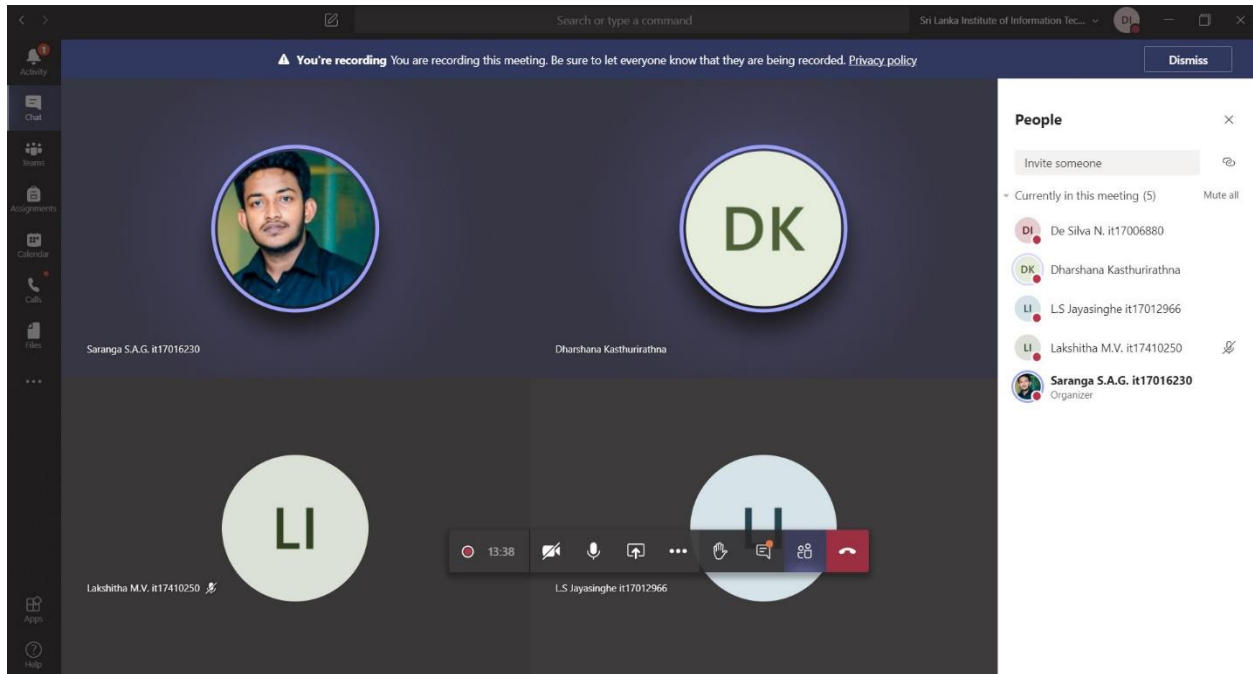 Search or type a command
Sri Lanka Institute of Information Tec...
DI
1
Activity
Chat
Teams
Assignments
Calendar
Calls
Files
Apps
Help
You're recording You are recording this meeting. Be sure to let everyone know that they are being recorded. Privacy policy
Dismiss
DK
Saranga S.A.G. it17016230
Dharshana Kasthurirathna
LI
LI
13:38
Lakshitha M.V. it17410250
L.S Jayasinghe it17012966
People
Invite someone
Currently in this meeting (5)
Mute all
DI
De Silva N. it17006880
DK
Dharshana Kasthurirathna
LI
L.S Jayasinghe it17012966
LI
Lakshitha M.V. it17410250
Saranga S.A.G. it17016230
Organizer